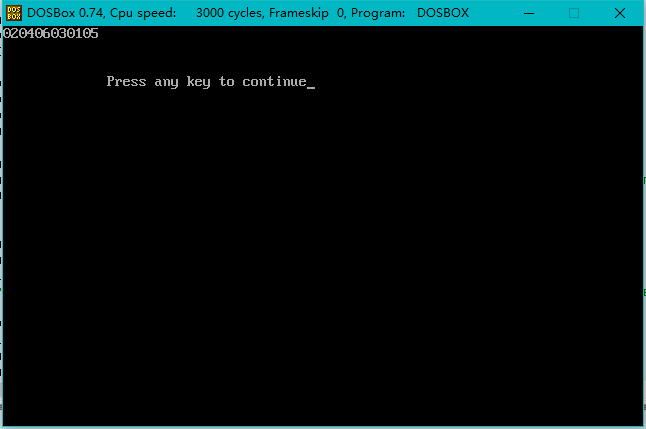 DOSBox 0.74, Cpu speed: 3000 cycles, Frameskip 0, Program: DOSBOX
020406030105
Press any key to continue_